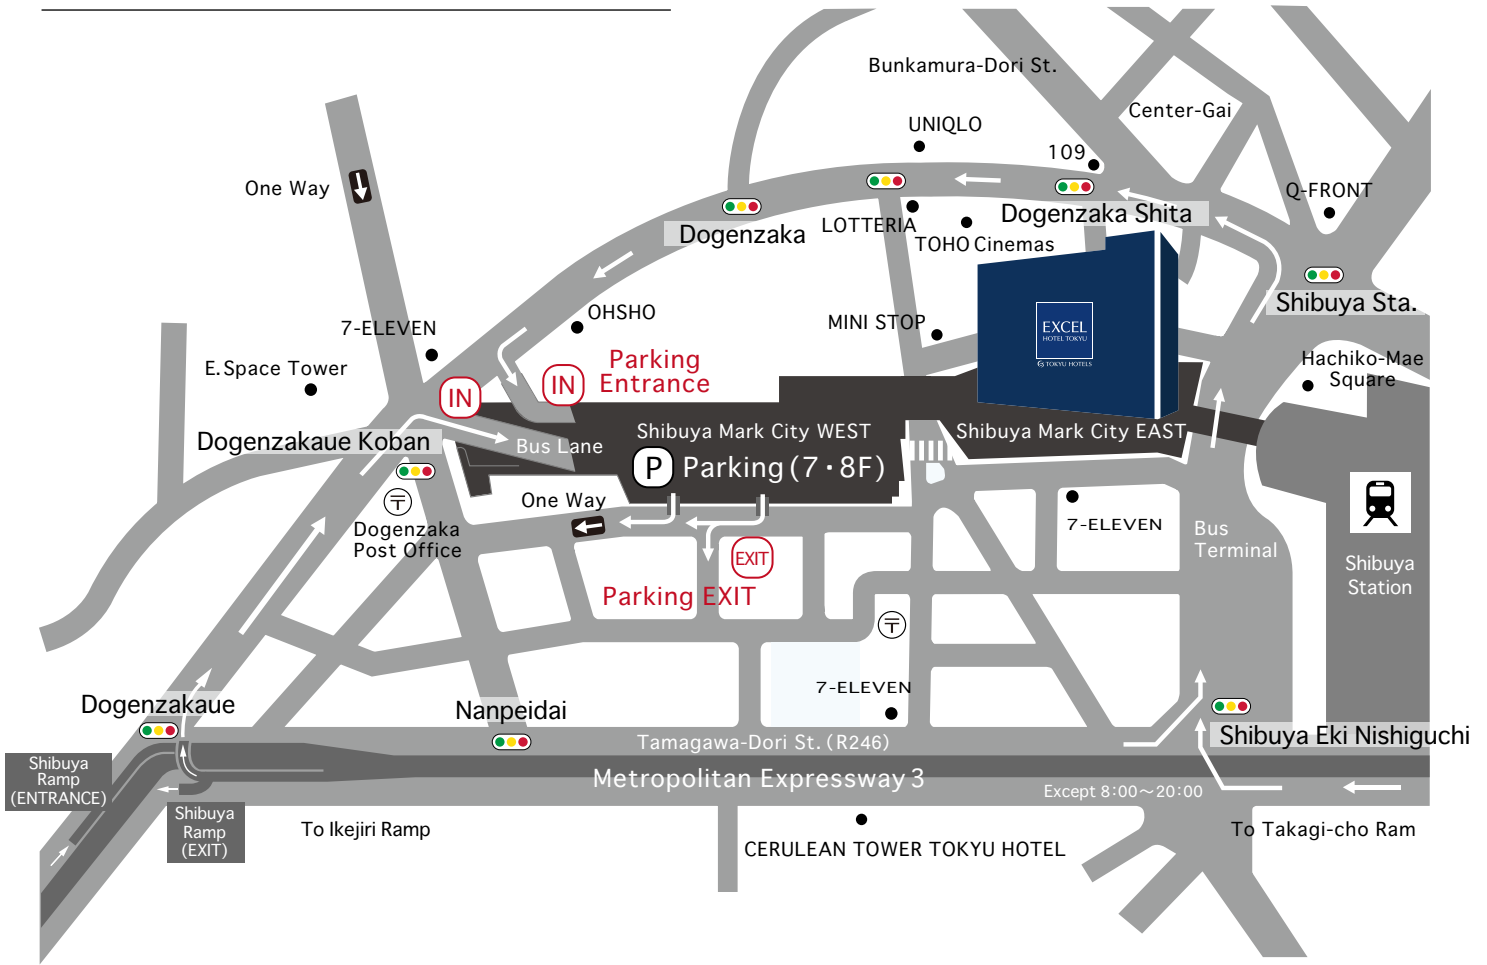 Bunkamura-Dori St.
Center-Gai
UNIQLO
109
One Way
Q-FRONT
Dogenzaka
LOTTERIA
Dogenzaka Shita
TOHO Cinemas
Shibuya Sta.
OHSHO
7-ELEVEN
MINI STOP
EXCEL
HOTEL TOKYU
TOKYU HOTELS
E.Space Tower
Parking
Entrance
IN
IN
Hachiko-Mae
Square
Dogenzakaue Koban
Bus Lane
Shibuya Mark City WEST
Shibuya Mark City EAST
P
Parking (7・8F)
One Way
〒
Dogenzaka
Post Office
7-ELEVEN
Bus
Terminal
EXIT
Parking EXIT
Shibuya
Station
〒
7-ELEVEN
Dogenzakaue
Nanpeidai
Tamagawa-Dori St. (R246)
Shibuya Eki Nishiguchi
Shibuya
Ramp
(ENTRANCE)
Metropolitan Expressway 3
Except 8:00～20:00
Shibuya
Ramp
(EXIT)
To Ikejiri Ramp
CERULEAN TOWER TOKYU HOTEL
To Takagi-cho Ram